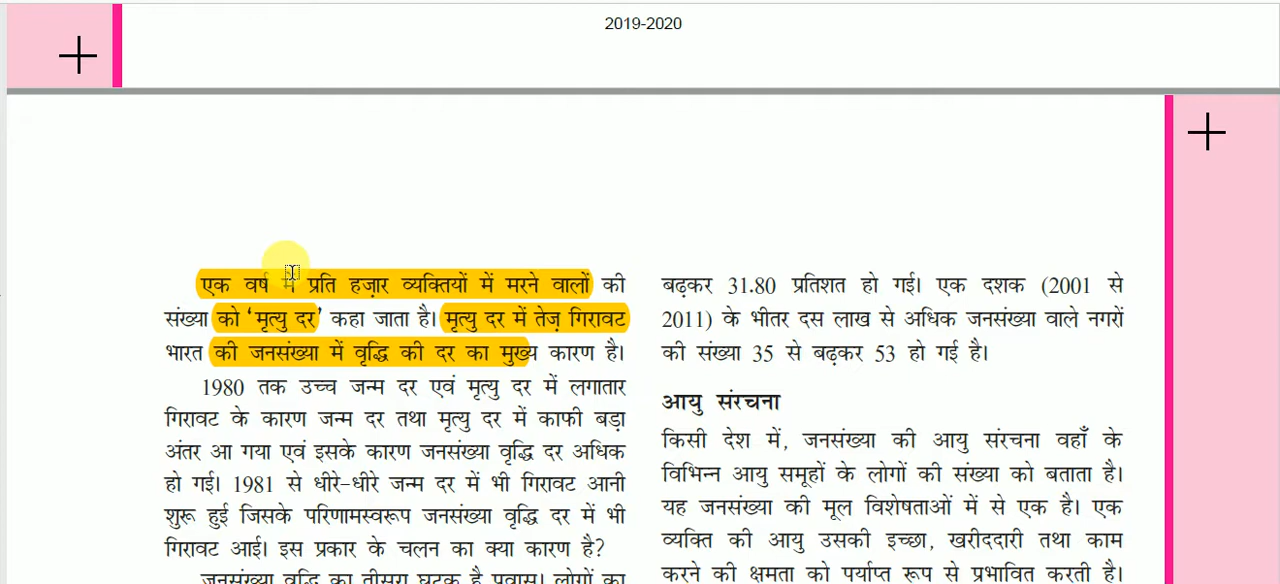 2019-2020
एक वर्ष में प्रति हज़ार व्यक्तियों में मरने वालों की
संख्या को ‘मृत्यु दर’ कहा जाता है। मृत्यु दर में तेज़ गिरावट
भारत की जनसंख्या में वृद्धि की दर का मुख्य कारण है।
1980 तक उच्च जन्म दर एवं मृत्यु दर में लगातार
गिरावट के कारण जन्म दर तथा मृत्यु दर में काफी बड़ा
अंतर आ गया एवं इसके कारण जनसंख्या वृद्धि दर अधिक
हो गई। 1981 से धीरे-धीरे जन्म दर में भी गिरावट आनी
शुरू हुई जिसके परिणामस्वरूप जनसंख्या वृद्धि दर में भी
गिरावट आई। इस प्रकार के चलन का क्या कारण है?
जनसंख्या वृद्धि का तीसरा घटक है प्रवास। लोगों का
बढ़कर 31.80 प्रतिशत हो गई। एक दशक (2001 से
2011) के भीतर दस लाख से अधिक जनसंख्या वाले नगरों
की संख्या 35 से बढ़कर 53 हो गई है।
आयु संरचना
किसी देश में, जनसंख्या की आयु संरचना वहाँ के
विभिन्न आयु समूहों के लोगों की संख्या को बताता है।
यह जनसंख्या की मूल विशेषताओं में से एक है। एक
व्यक्ति की आयु उसकी इच्छा, खरीददारी तथा काम
करने की क्षमता को पर्याप्त रूप से प्रभावित करती है।